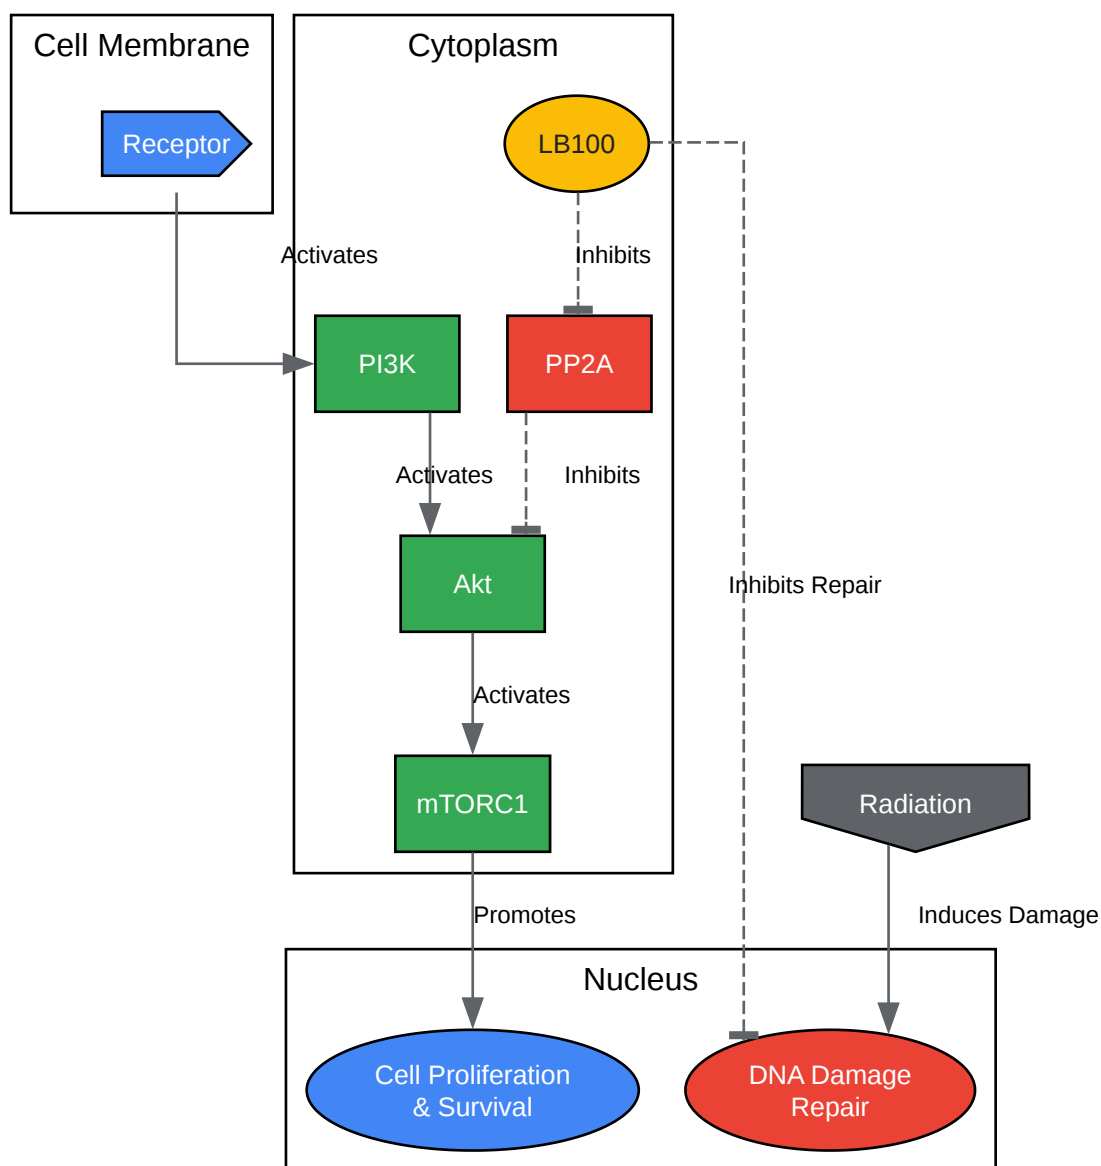 Cell Membrane
Cytoplasm
Receptor
LB100
Activates
Inhibits
PI3K
PP2A
Activates
Inhibits
Akt
Inhibits Repair
Activates
mTORC1
Radiation
Promotes
Induces Damage
Nucleus
Cell Proliferation
& Survival
DNA Damage
Repair